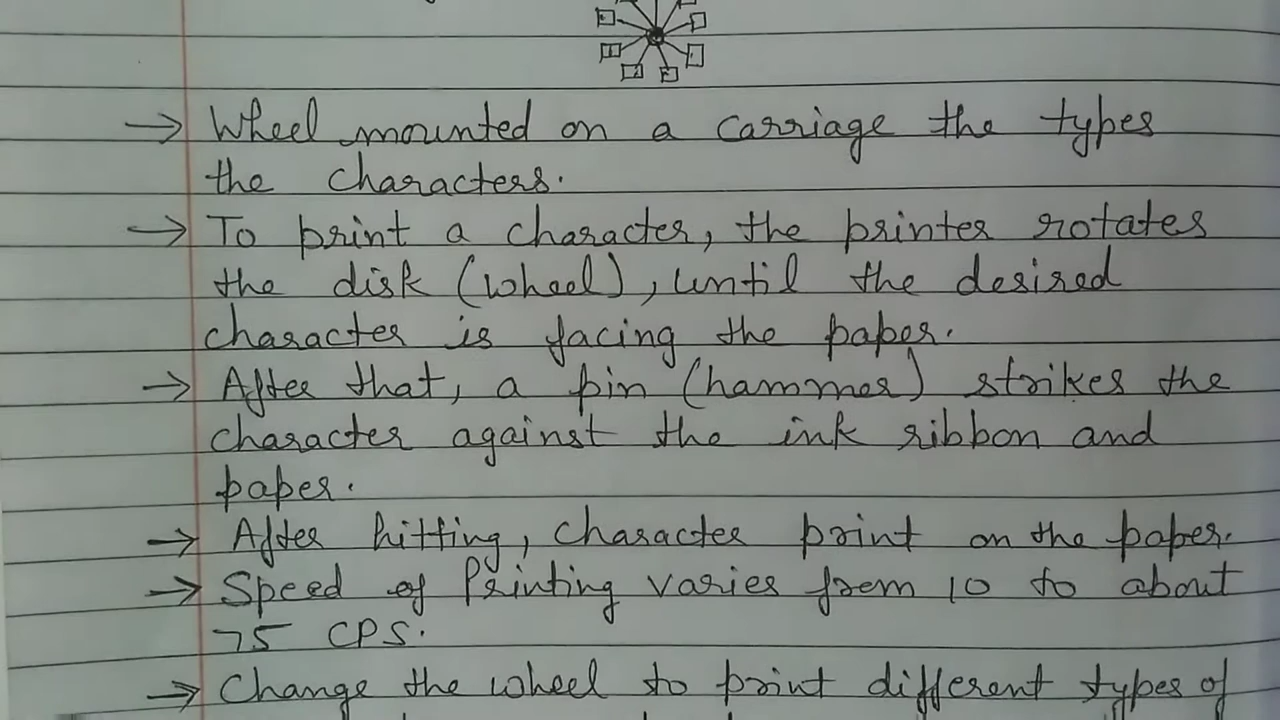 → Wheel mounted on a carriage the types
the characters.
→ To print a character, the printer rotates
the disk (wheel), until the desired
character is facing the paper.
→ After that, a pin (hammer) strikes the
character against the ink ribbon and
paper.
→ After hitting, character print on the paper.
→ Speed of Printing varies from 10 to about
75 CPS.
→ Change the wheel to print different types of